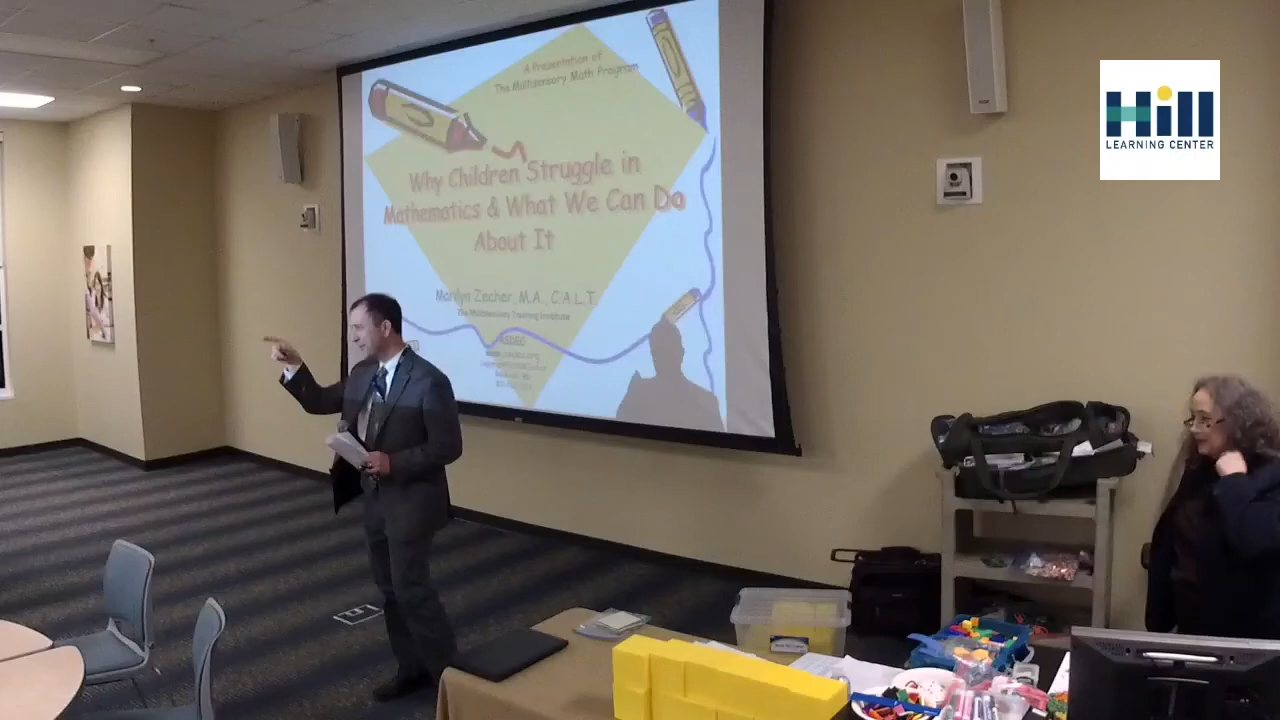 A Presentation of
The Multisensory Math Program
Why Children Struggle in
Mathematics & What We Can Do
About It
Marilyn Zecher, M.A., C.A.L.T.
The Multisensory Training Institute
ASDEC
Hill
LEARNING CENTER